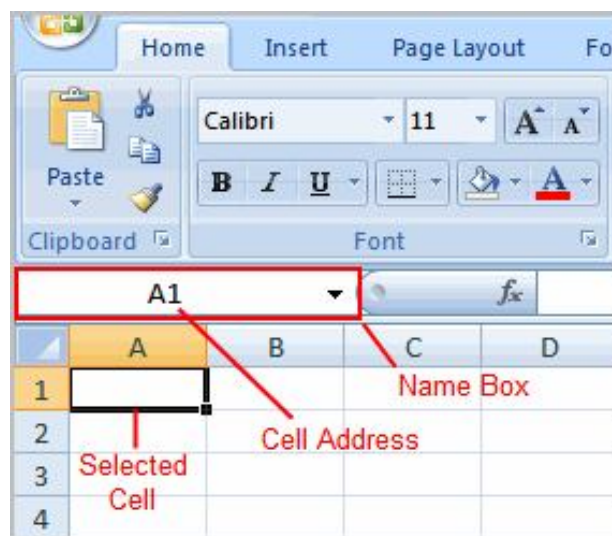 Home Insert Page Layout Fo
Calibri 11 A A
Paste B I U A
Clipboard Font
A1 fx
A B C D
1 Name Box
2 Cell Address
3 Selected
Cell
4